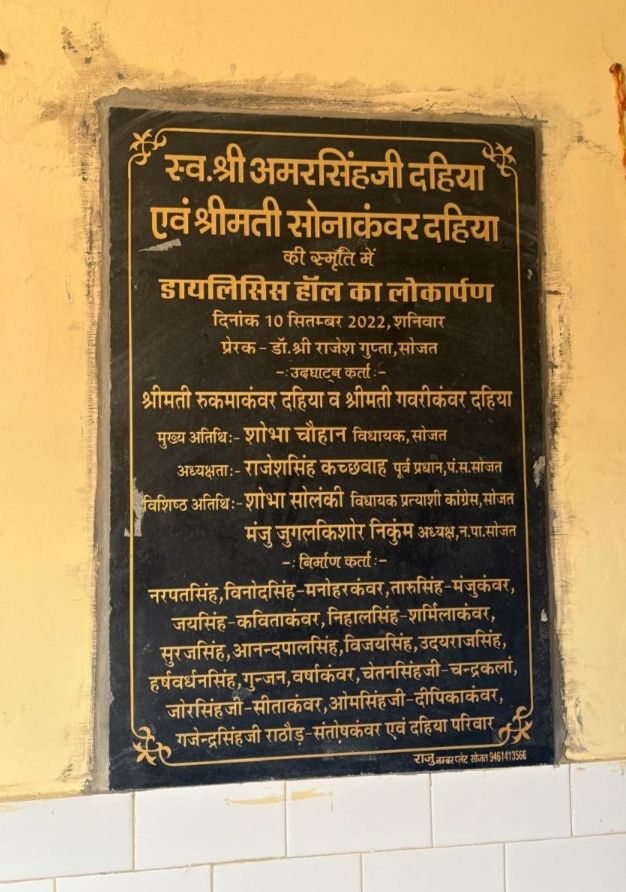 स्व.श्री अमरसिंहजी दहिया
एवं श्रीमती सोनाकंवर दहिया
की स्मृति में
डायलिसिस हॉल का लोकार्पण
दिनांक 10 सितम्बर 2022, शनिवार
प्रेरक - डॉ.श्री राजेश गुप्ता, सोजत
-: उदघाट्न कर्ता :-
श्रीमती रुकमाकंवर दहिया व श्रीमती गवरीकंवर दहिया
मुख्य अतिथि:- शोभा चौहान विधायक, सोजत
अध्यक्षता:- राजेशसिंह कच्छवाह पूर्व प्रधान, पं.स.सोजत
विशिष्ठ अतिथि:- शोभा सोलंकी विधायक प्रत्याशी कांग्रेस, सोजत
मंजु जुगलकिशोर निकुंम अध्यक्ष, न.पा.सोजत
-: निर्माण कर्ता :-
नरपतसिंह, विनोदसिंह-मनोहरकंवर, तारुसिंह-मंजुकंवर,
जयसिंह-कविताकंवर, निहालसिंह-शर्मिलाकंवर,
सुरजसिंह, आनन्दपालसिंह, विजयसिंह, उदयराजसिंह,
हर्षवर्धनसिंह, गुन्जन, वर्षाकंवर, चेतनसिंहजी-चन्द्रकलां,
जोरसिंहजी-सीताकंवर, ओमसिंहजी-दीपिकाकंवर,
गजेन्द्रसिंहजी राठौड़-संतोषकंवर एवं दहिया परिवार
राजु नम्बर प्लेट सोजत 9461413566